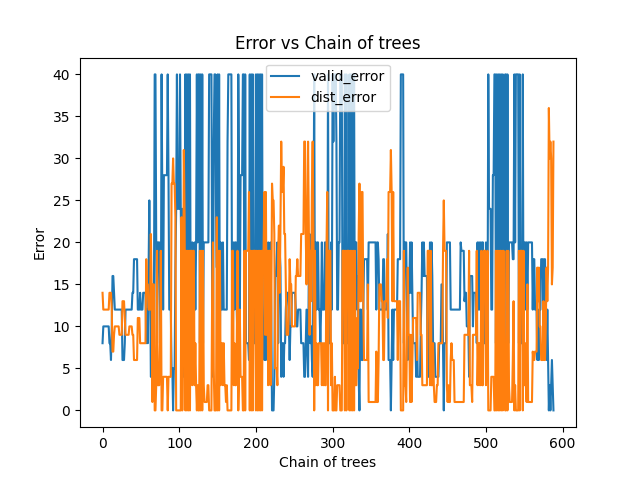 Error vs Chain of trees
valid_error
dist_error
Error
40
35
30
25
20
15
10
5
0
0 100 200 300 400 500 600
Chain of trees